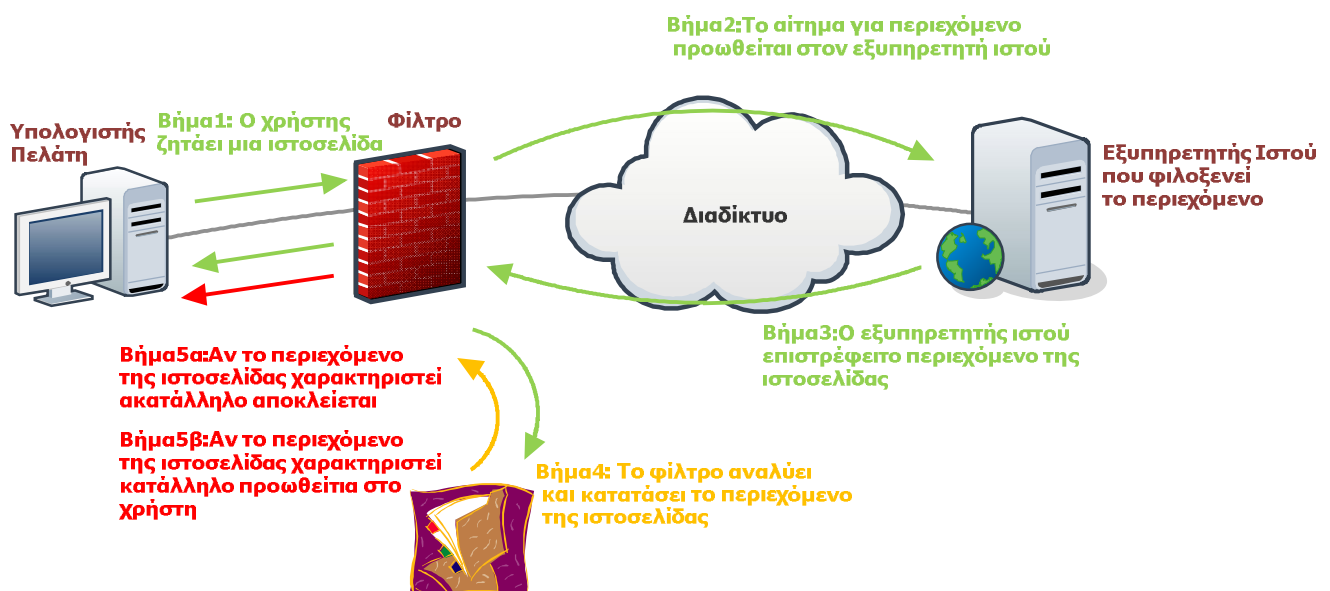 Βήμα2:Το αίτημα για περιεχόμενο
προωθείται στον εξυπηρετή ιστού
Υπολογιστής
Πελάτη
Βήμα1: Ο χρήστης
ζητάει μια ιστοσελίδα
Φίλτρο
Διαδίκτυο
Εξυπηρετητής Ιστού
που φιλοξενεί
το περιεχόμενο
Βήμα3:Ο εξυπηρετητής ιστού
επιστρέφειτο περιεχόμενο της
ιστοσελίδας
Βήμα5α:Αν το περιεχόμενο
της ιστοσελίδας χαρακτηριστεί
ακατάλληλο αποκλείεται
Βήμα5β:Αν το περιεχόμενο
της ιστοσελίδας χαρακτηριστεί
κατάλληλο προωθείτια στο
χρήστη
Βήμα4: Το φίλτρο αναλύει
και κατατάσει το περιεχόμενο
της ιστοσελίδας